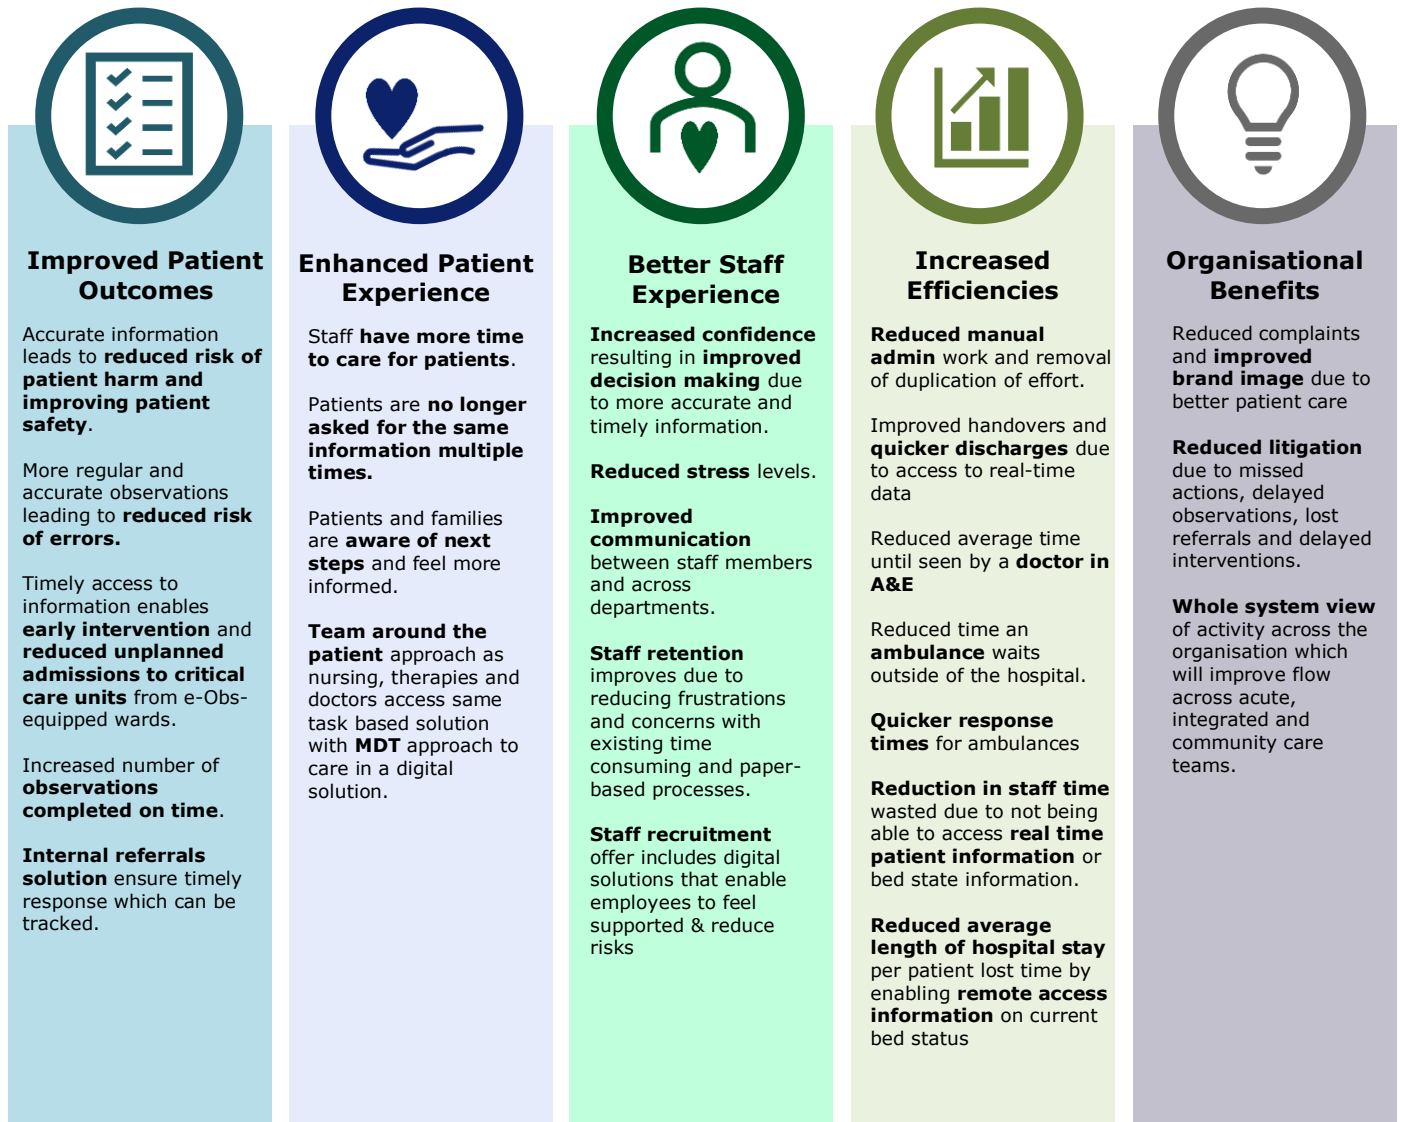 Improved Patient
Outcomes
Accurate information
leads to reduced risk of
patient harm and
improving patient
safety.
More regular and
accurate observations
leading to reduced risk
of errors.
Timely access to
information enables
early intervention and
reduced unplanned
admissions to critical
care units from e-Obs-
equipped wards.
Increased number of
observations
completed on time.
Internal referrals
solution ensure timely
response which can be
tracked.
Enhanced Patient
Experience
Staff have more time
to care for patients.
Patients are no longer
asked for the same
information multiple
times.
Patients and families
are aware of next
steps and feel more
informed.
Team around the
patient approach as
nursing, therapies and
doctors access same
task based solution
with MDT approach to
care in a digital
solution.
Better Staff
Experience
Increased confidence
resulting in improved
decision making due
to more accurate and
timely information.
Reduced stress levels.
Improved
communication
between staff members
and across
departments.
Staff retention
improves due to
reducing frustrations
and concerns with
existing time
consuming and paper-
based processes.
Staff recruitment
offer includes digital
solutions that enable
employees to feel
supported & reduce
risks
Increased
Efficiencies
Reduced manual
admin work and removal
of duplication of effort.
Improved handovers and
quicker discharges due
to access to real-time
data
Reduced average time
until seen by a doctor in
A&E
Reduced time an
ambulance waits
outside of the hospital.
Quicker response
times for ambulances
Reduction in staff time
wasted due to not being
able to access real time
patient information or
bed state information.
Reduced average
length of hospital stay
per patient lost time by
enabling remote access
information on current
bed status
Organisational
Benefits
Reduced complaints
and improved
brand image due to
better patient care
Reduced litigation
due to missed
actions, delayed
observations, lost
referrals and delayed
interventions.
Whole system view
of activity across the
organisation which
will improve flow
across acute,
integrated and
community care
teams.